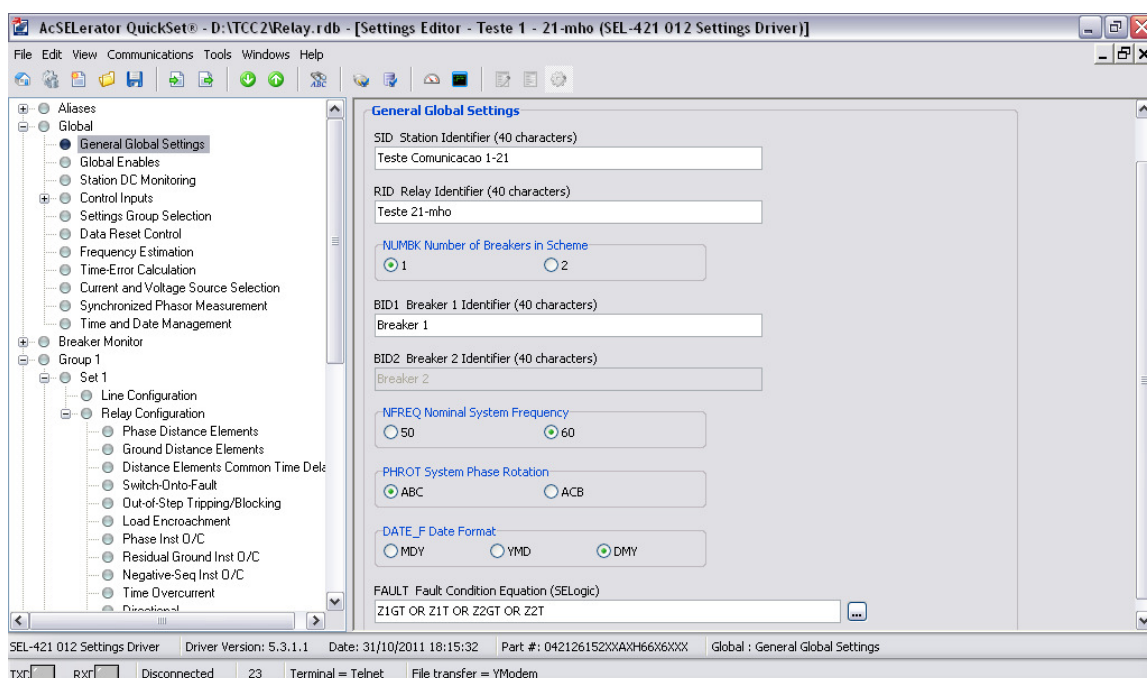 AcSELerator QuickSet® - D:\TCC2\Relay.rdb - [Settings Editor - Teste 1 - 21-mho (SEL-421 012 Settings Driver)]
File Edit View Communications Tools Windows Help
Aliases
Global
General Global Settings
Global Enables
Station DC Monitoring
Control Inputs
Settings Group Selection
Data Reset Control
Frequency Estimation
Time-Error Calculation
Current and Voltage Source Selection
Synchronized Phasor Measurement
Time and Date Management
Breaker Monitor
Group 1
Set 1
Line Configuration
Relay Configuration
Phase Distance Elements
Ground Distance Elements
Distance Elements Common Time Dela
Switch-Onto-Fault
Out-of-Step Tripping/Blocking
Load Encroachment
Phase Inst O/C
Residual Ground Inst O/C
Negative-Seq Inst O/C
Time Overcurrent
Directional
General Global Settings
SID Station Identifier (40 characters)
Teste Comunicacao 1-21
RID Relay Identifier (40 characters)
Teste 21-mho
NUMBK Number of Breakers in Scheme
1 2
BID1 Breaker 1 Identifier (40 characters)
Breaker 1
BID2 Breaker 2 Identifier (40 characters)
Breaker 2
NFREQ Nominal System Frequency
50 60
PHROT System Phase Rotation
ABC ACB
DATE_F Date Format
MDY YMD DMY
FAULT Fault Condition Equation (SELogic)
Z1GT OR Z1T OR Z2GT OR Z2T
...
SEL-421 012 Settings Driver Driver Version: 5.3.1.1 Date: 31/10/2011 18:15:32 Part #: 042126152XXAXH66X6XXX Global : General Global Settings
TXD RXD Disconnected 23 Terminal = Telnet File transfer = YModem